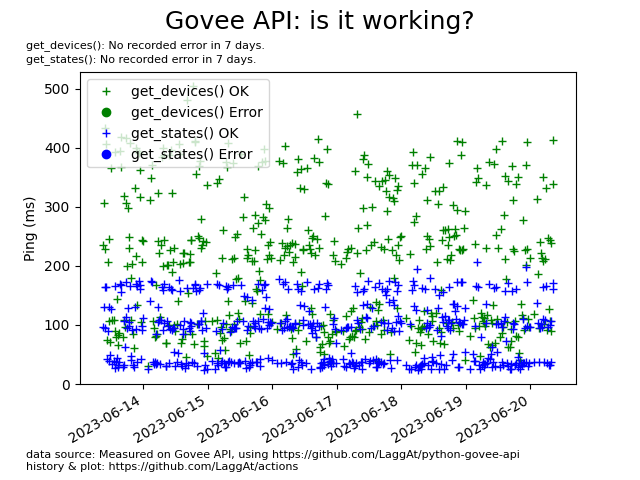 Govee API: is it working?
get_devices(): No recorded error in 7 days.
get_states(): No recorded error in 7 days.
get_devices() OK
get_devices() Error
get_states() OK
get_states() Error
Ping (ms)
500
400
300
200
100
0
2023-06-14
2023-06-15
2023-06-16
2023-06-17
2023-06-18
2023-06-19
2023-06-20
data source: Measured on Govee API, using https://github.com/LaggAt/python-govee-api
history & plot: https://github.com/LaggAt/actions